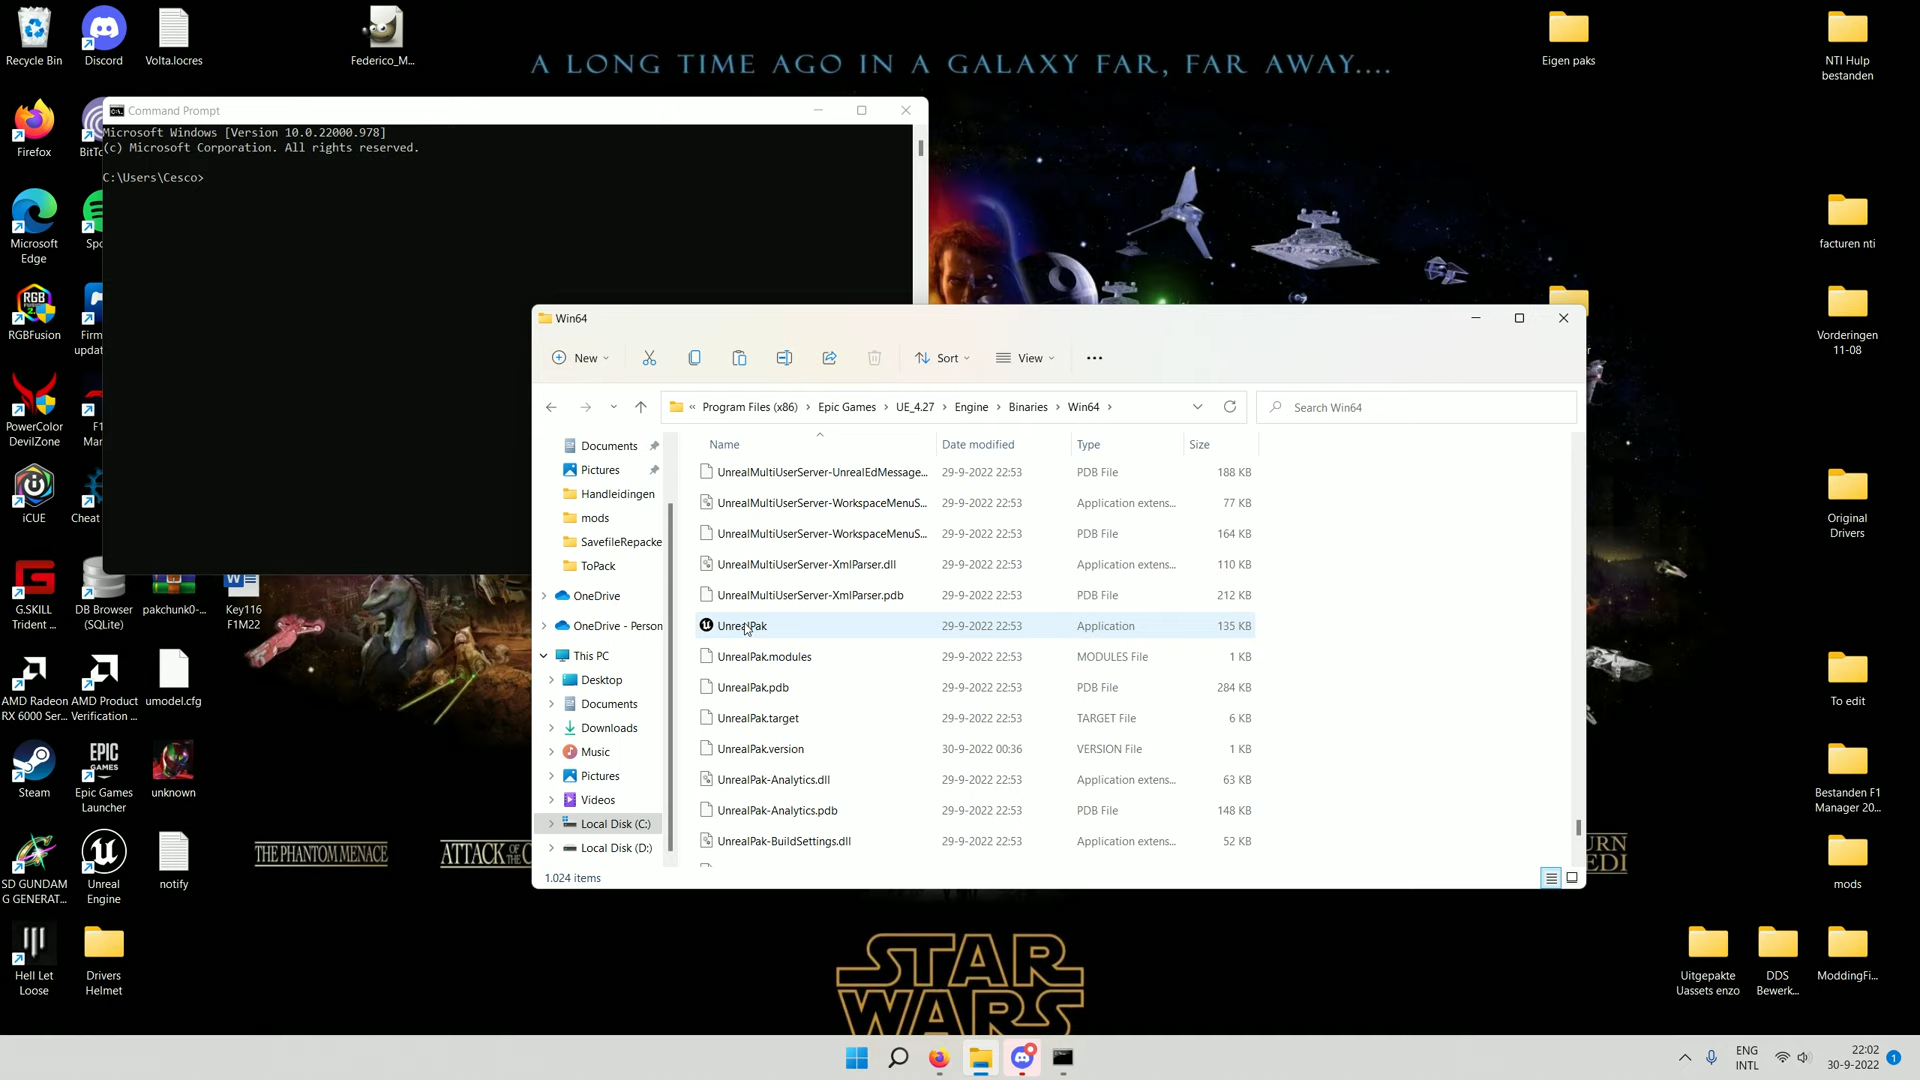 A LONG TIME AGO IN A GALAXY FAR, FAR AWAY....
Recycle Bin
Discord
Volta.locres
Federico_M...
Eigen paks
NTI Hulp
bestanden
Firefox
BitTo
Microsoft
Edge
Spo
facturen nti
RGBFusion
Firm
updat
Vorderingen
11-08
PowerColor
DevilZone
F1
Mar
iCUE
Cheat
Original
Drivers
G.SKILL
Trident ...
DB Browser
(SQLite)
pakchunk0-...
Key116
F1M22
AMD Radeon
RX 6000 Ser...
AMD Product
Verification ...
umodel.cfg
To edit
Steam
Epic Games
Launcher
unknown
Bestanden F1
Manager 20...
SD GUNDAM
G GENERAT...
Unreal
Engine
notify
mods
Hell Let
Loose
Drivers
Helmet
Uitgepakte
Uassets enzo
DDS
Bewerk...
ModdingFi...
Command Prompt
Microsoft Windows [Version 10.0.22000.978]
(c) Microsoft Corporation. All rights reserved.
C:\Users\Cesco>
Win64
New
Sort
View
« Program Files (x86) > Epic Games > UE_4.27 > Engine > Binaries > Win64 >
Search Win64
Documents
Pictures
Handleidingen
mods
SavefileRepacke
ToPack
OneDrive
OneDrive - Person
This PC
Desktop
Documents
Downloads
Music
Pictures
Videos
Local Disk (C:)
Local Disk (D:)
Name Date modified Type Size
UnrealMultiUserServer-UnrealEdMessage... 29-9-2022 22:53 PDB File 188 KB
UnrealMultiUserServer-WorkspaceMenuS... 29-9-2022 22:53 Application extens... 77 KB
UnrealMultiUserServer-WorkspaceMenuS... 29-9-2022 22:53 PDB File 164 KB
UnrealMultiUserServer-XmlParser.dll 29-9-2022 22:53 Application extens... 110 KB
UnrealMultiUserServer-XmlParser.pdb 29-9-2022 22:53 PDB File 212 KB
UnrealPak 29-9-2022 22:53 Application 135 KB
UnrealPak.modules 29-9-2022 22:53 MODULES File 1 KB
UnrealPak.pdb 29-9-2022 22:53 PDB File 284 KB
UnrealPak.target 29-9-2022 22:53 TARGET File 6 KB
UnrealPak.version 30-9-2022 00:36 VERSION File 1 KB
UnrealPak-Analytics.dll 29-9-2022 22:53 Application extens... 63 KB
UnrealPak-Analytics.pdb 29-9-2022 22:53 PDB File 148 KB
UnrealPak-BuildSettings.dll 29-9-2022 22:53 Application extens... 52 KB
1.024 items
THE PHANTOM MENACE
ATTACK OF THE C
URN
EDI
STAR
WARS
ENG
INTL
22:02
30-9-2022
1